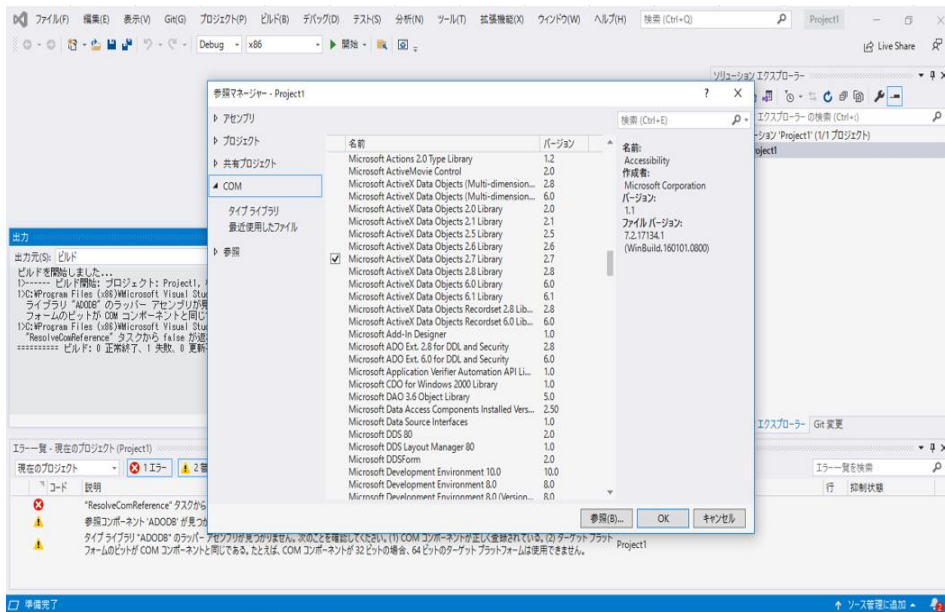 ファイル(F) 編集(E) 表示(V) Git(G) プロジェクト(P) ビルド(B) デバッグ(D) テスト(S) 分析(N) ツール(T) 拡張機能(X) ウィンドウ(W) ヘルプ(H) 検索 (Ctrl+Q) Project1
Debug x86 開始 Live Share
ソリューション エクスプローラー
エクスプローラー の検索 (Ctrl+:)
ション 'Project1' (1/1 プロジェクト)
oject1
参照マネージャー - Project1 ? X
アセンブリ
プロジェクト
共有プロジェクト
COM
タイプ ライブラリ
最近使用したファイル
参照
検索 (Ctrl+E)
名前 バージョン
Microsoft Actions 2.0 Type Library 1.2
Microsoft ActiveMovie Control 2.0
Microsoft ActiveX Data Objects (Multi-dimension... 2.8
Microsoft ActiveX Data Objects (Multi-dimension... 6.0
Microsoft ActiveX Data Objects 2.0 Library 2.0
Microsoft ActiveX Data Objects 2.1 Library 2.1
Microsoft ActiveX Data Objects 2.5 Library 2.5
Microsoft ActiveX Data Objects 2.6 Library 2.6
Microsoft ActiveX Data Objects 2.7 Library 2.7
Microsoft ActiveX Data Objects 2.8 Library 2.8
Microsoft ActiveX Data Objects 6.0 Library 6.0
Microsoft ActiveX Data Objects 6.1 Library 6.1
Microsoft ActiveX Data Objects Recordset 2.8 Lib... 2.8
Microsoft ActiveX Data Objects Recordset 6.0 Lib... 6.0
Microsoft Add-In Designer 1.0
Microsoft ADO Ext. 2.8 for DDL and Security 2.8
Microsoft ADO Ext. 6.0 for DDL and Security 6.0
Microsoft Application Verifier Automation API Li... 1.0
Microsoft CDO for Windows 2000 Library 1.0
Microsoft DAO 3.6 Object Library 5.0
Microsoft Data Access Components Installed Vers... 2.50
Microsoft Data Source Interfaces 1.0
Microsoft DDS 80 2.0
Microsoft DDS Layout Manager 80 1.0
Microsoft DDSForm 2.0
Microsoft Development Environment 10.0 10.0
Microsoft Development Environment 8.0 8.0
Microsoft Development Environment 8.0 (Version... 8.0
名前:
Accessibility
作成者:
Microsoft Corporation
バージョン:
1.1
ファイル バージョン:
7.2.17134.1
(WinBuild.160101.0800)
参照(B)... OK キャンセル
出力
出力元(S): ビルド
ビルドを開始しました...
1>------ ビルド開始: プロジェクト: Project1,
1>C:¥Program Files (x86)¥Microsoft Visual Stu
ライブラリ "ADODB" のラッパー アセンブリが見
フォームのビットが COM コンポーネントと同じ
1>C:¥Program Files (x86)¥Microsoft Visual Stu
"ResolveComReference" タスクから false が返
========== ビルド: 0 正常終了、1 失敗、0 更新
エクスプローラー Git 変更
エラー一覧 - 現在のプロジェクト (Project1)
現在のプロジェクト 1 エラー 2 警 エラー一覧を検索
コード 説明 行 抑制状態
"ResolveComReference" タスクから
参照コンポーネント 'ADODB' が見つか
タイプ ライブラリ "ADODB" のラッパー アセンブリが見つかりません。次のことを確認してください。(1) COM コンポーネントが正しく登録されている。(2) ターゲット プラット
フォームのビットが COM コンポーネントと同じである。たとえば、COM コンポーネントが 32 ビットの場合、64 ビットのターゲット プラットフォームは使用できません。 Project1
準備完了 ソース管理に追加 2